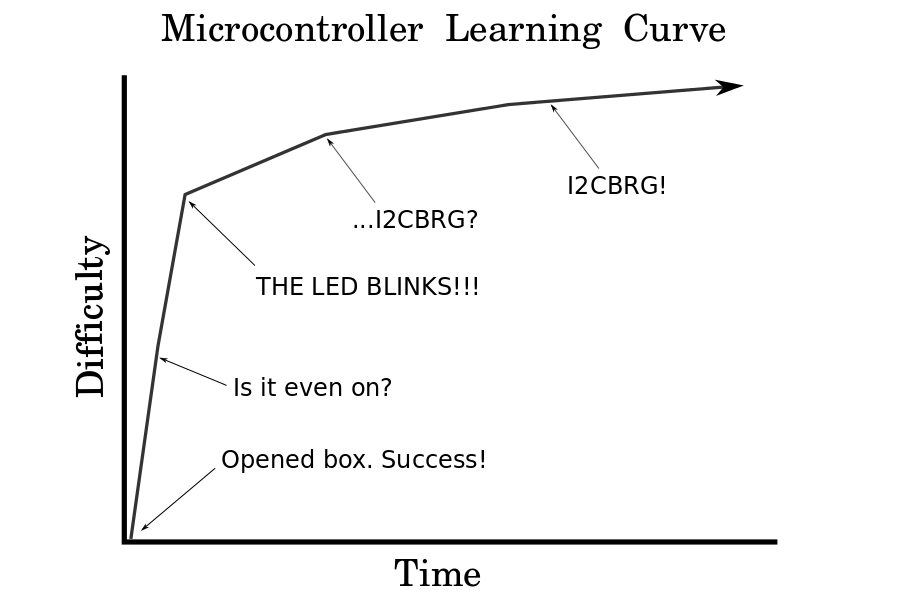 Microcontroller Learning Curve
I2CBRG!
...I2CBRG?
THE LED BLINKS!!!
Difficulty
Is it even on?
Opened box. Success!
Time